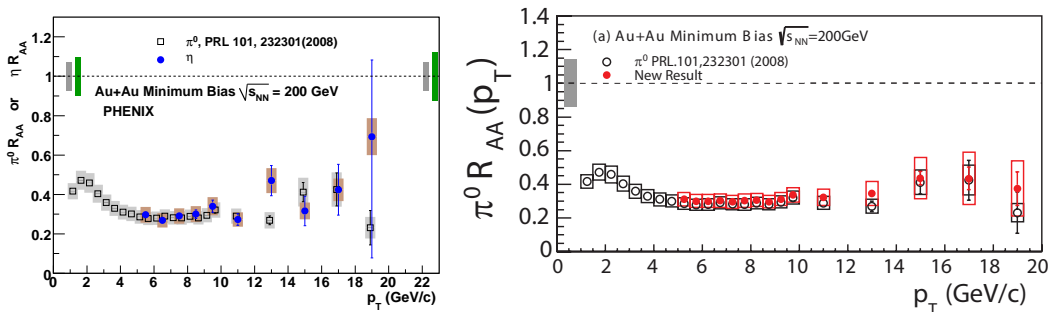 π⁰ R_AA or η R_AA
1.2
1
0.8
0.6
0.4
0.2
0
π⁰, PRL 101, 232301(2008)
η
Au+Au Minimum Bias √s_NN = 200 GeV
PHENIX
0 2 4 6 8 10 12 14 16 18 20 22
p_T (GeV/c)
π⁰ R_AA(p_T)
1.4
1.2
1
0.8
0.6
0.4
0.2
0
(a) Au+Au Minimum Bias √s_NN=200GeV
π⁰ PRL.101,232301 (2008)
New Result
0 2 4 6 8 10 12 14 16 18 20
p_T (GeV/c)